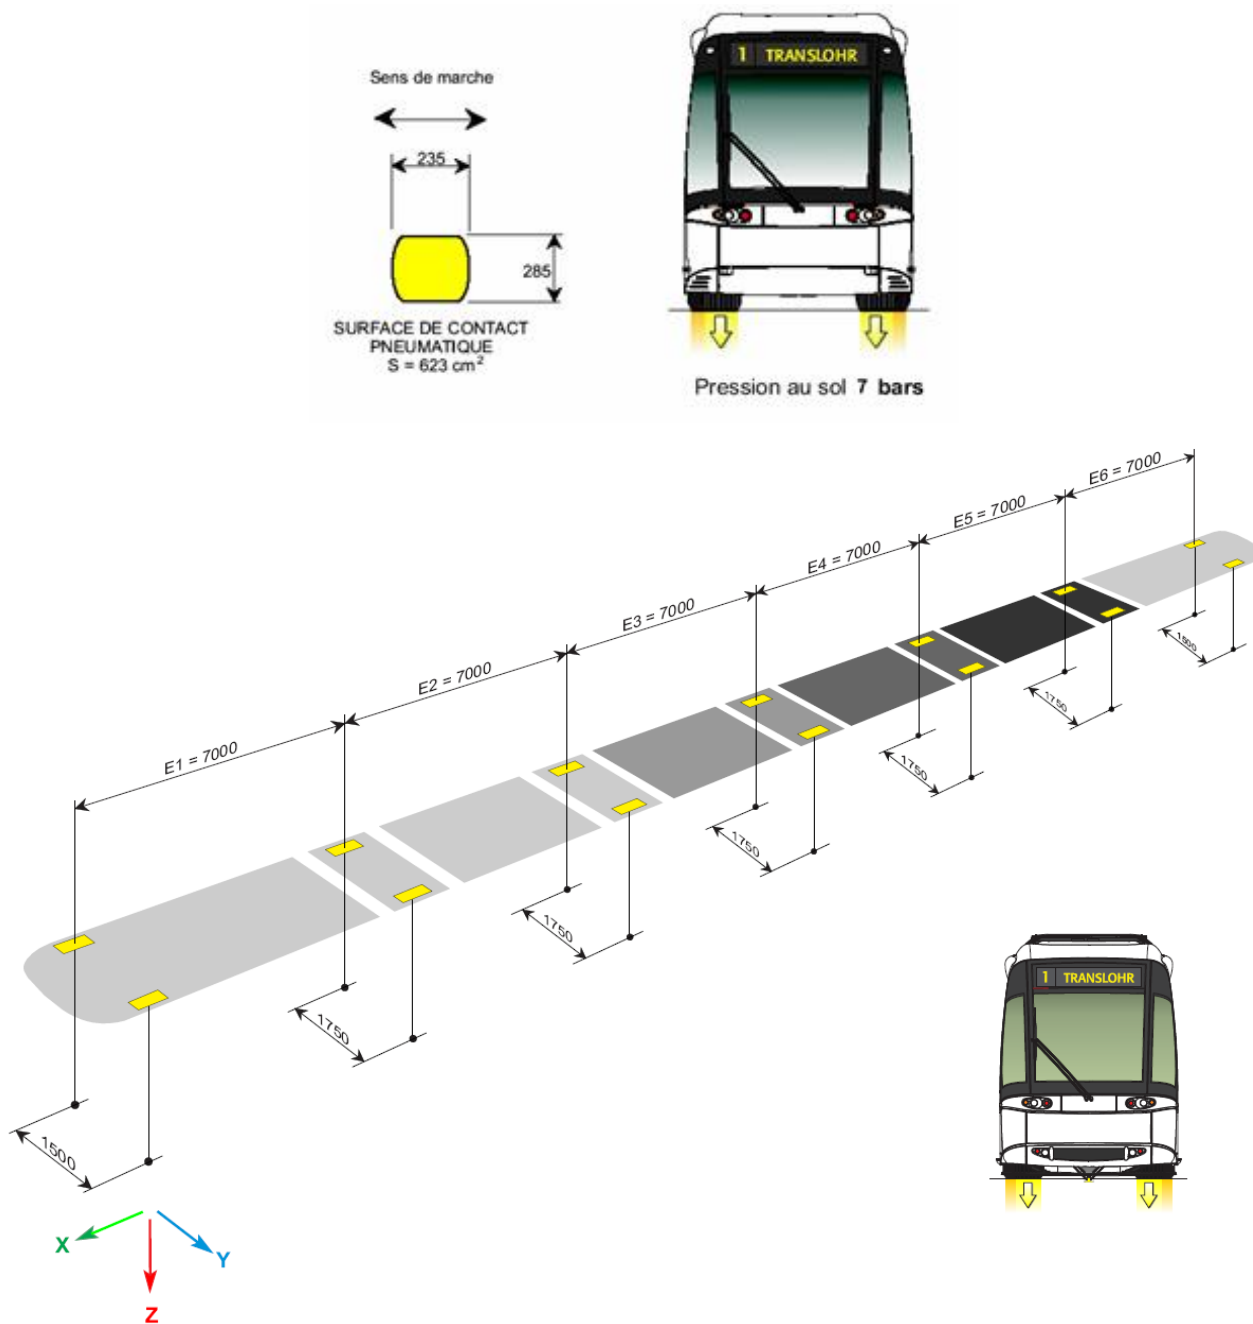 1 TRANSLOHR
Sens de marche
235
285
SURFACE DE CONTACT
PNEUMATIQUE
S = 623 cm²
Pression au sol 7 bars
E6 = 7000
E5 = 7000
E4 = 7000
E3 = 7000
E2 = 7000
E1 = 7000
1500
1750
1750
1750
1750
1750
1500
1 TRANSLOHR
X
Y
Z